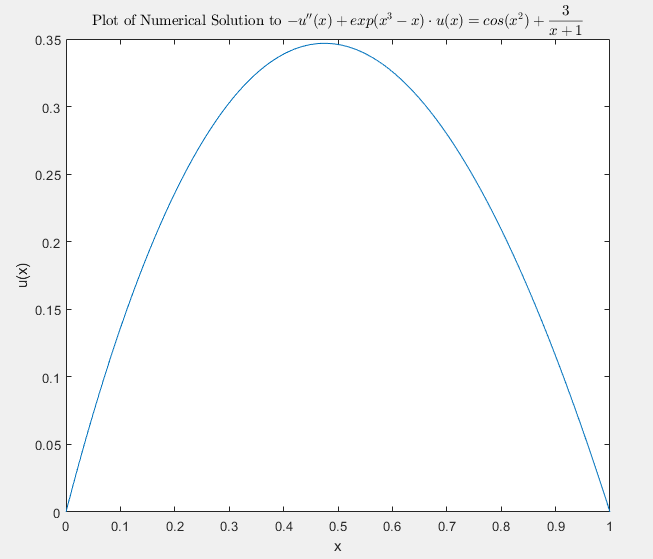 Plot of Numerical Solution to −u′′(x) + exp(x³ − x) · u(x) = cos(x²) + 3/(x + 1)
0.35
0.3
0.25
0.2
0.15
0.1
0.05
0
u(x)
0 0.1 0.2 0.3 0.4 0.5 0.6 0.7 0.8 0.9 1
x